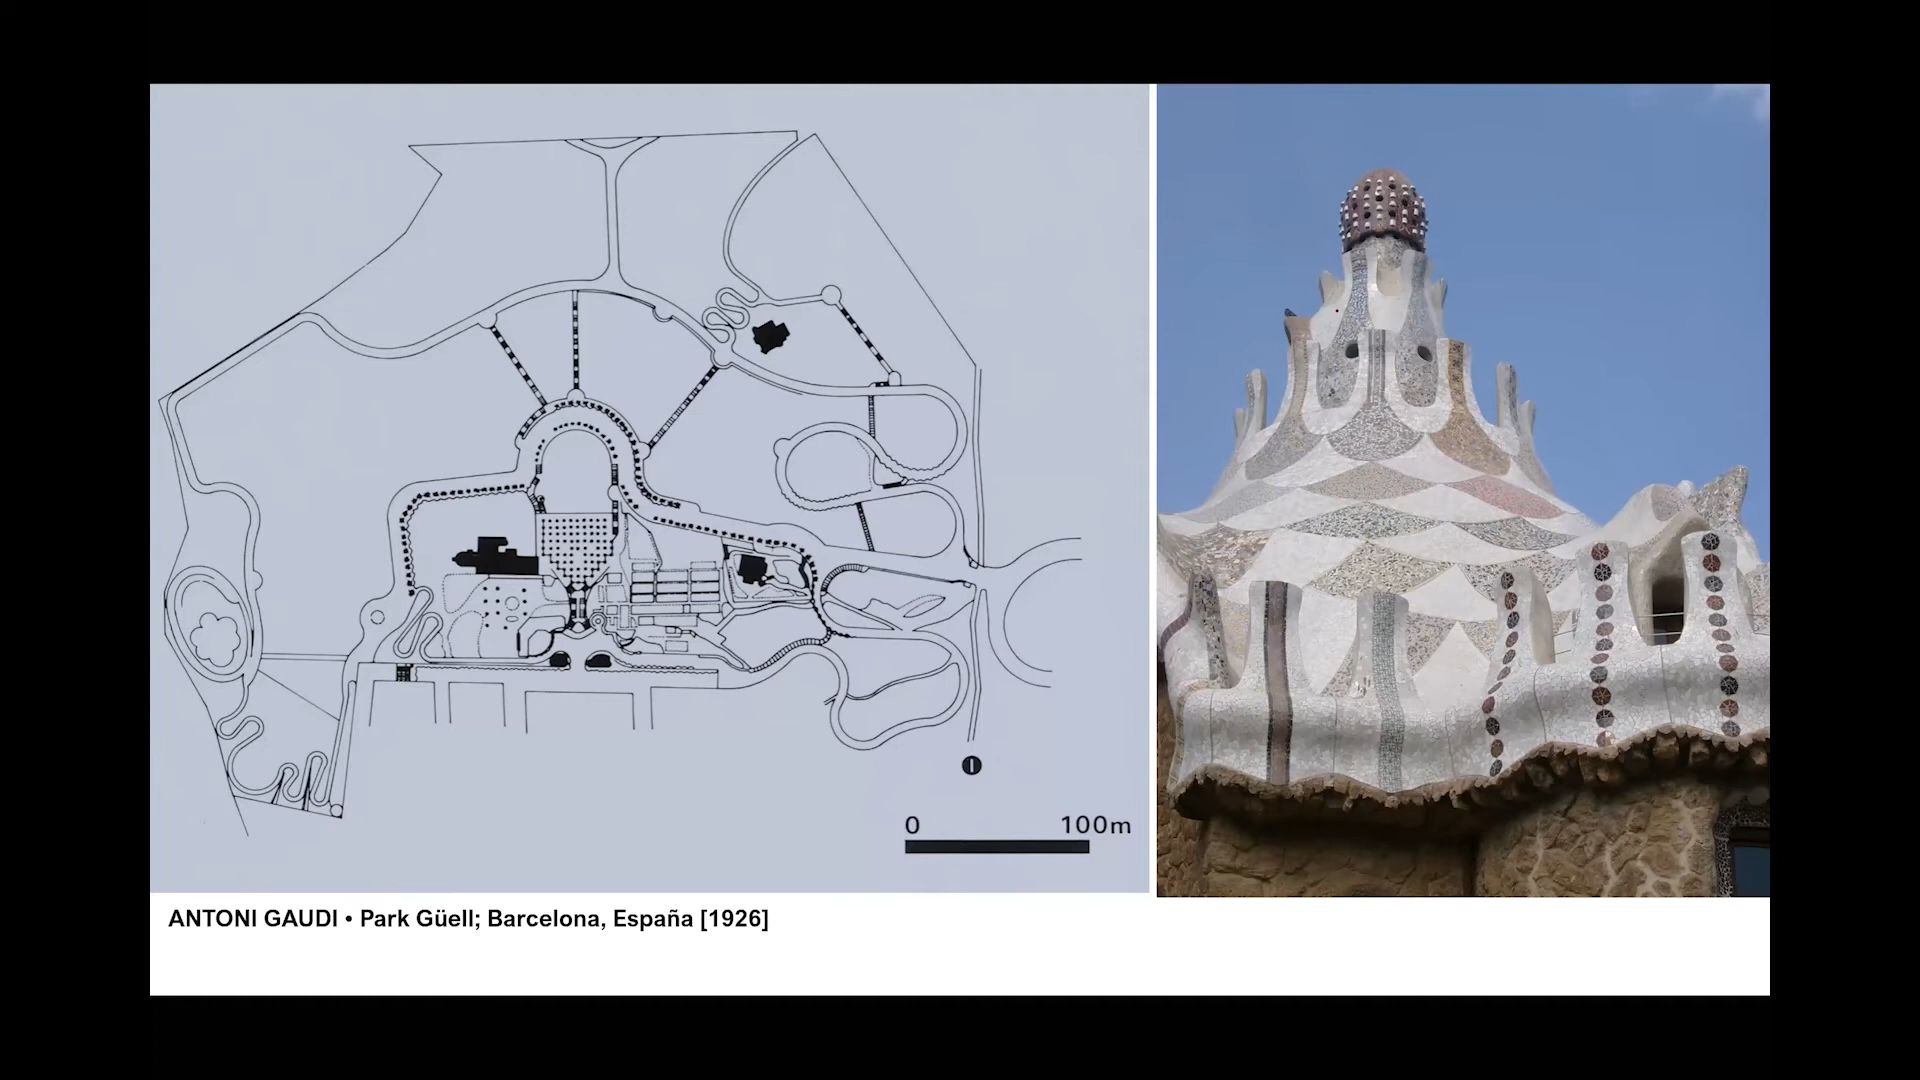 0 100m
ANTONI GAUDI • Park Güell; Barcelona, España [1926]